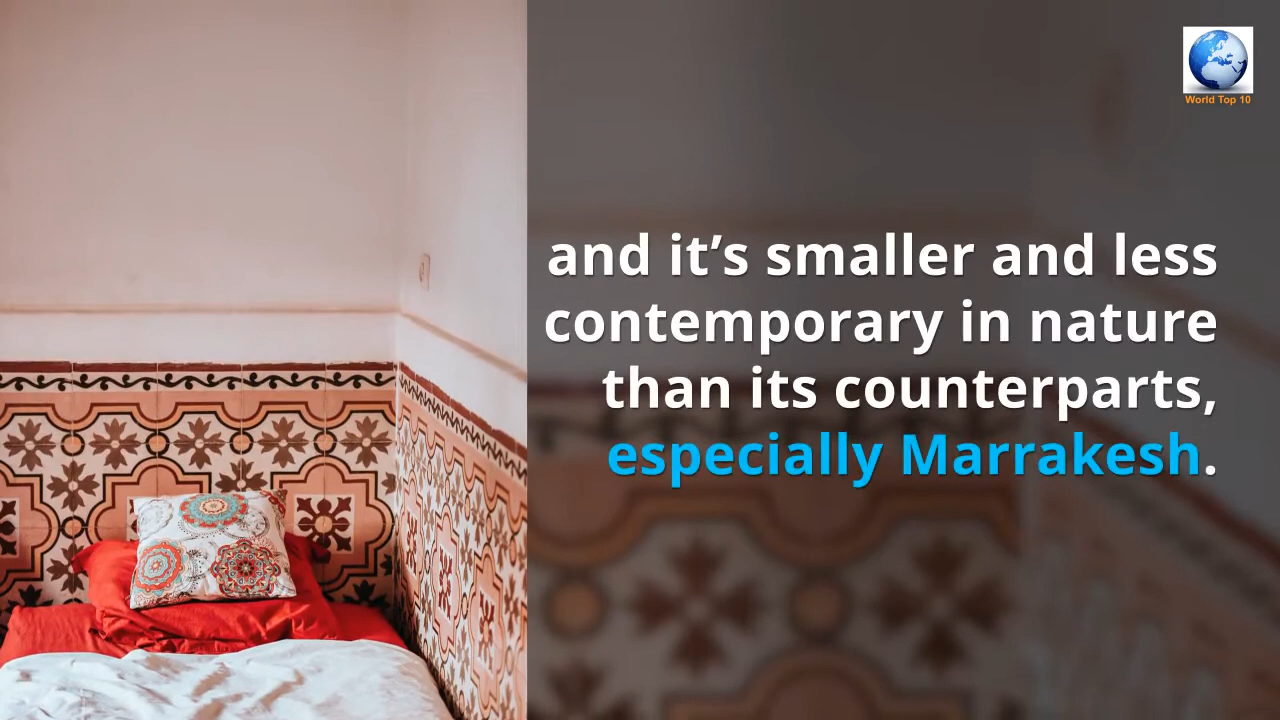 World Top 10
and it’s smaller and less
contemporary in nature
than its counterparts,
especially Marrakesh.